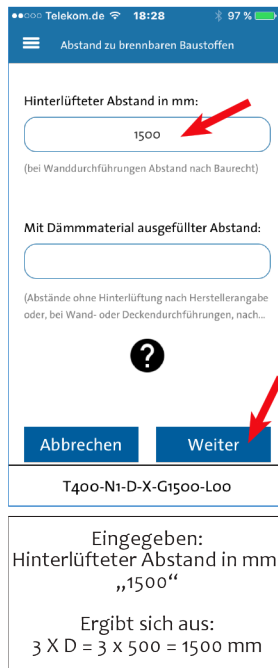 Telekom.de 18:28 97 %
Abstand zu brennbaren Baustoffen
Hinterlüfteter Abstand in mm:
1500
(bei Wanddurchführungen Abstand nach Baurecht)
Mit Dämmmaterial ausgefüllter Abstand:
(Abstände ohne Hinterlüftung nach Herstellerangabe
oder, bei Wand- oder Deckendurchführungen, nach...
?
Abbrechen Weiter
T400-N1-D-X-G1500-L00
Eingegeben:
Hinterlüfteter Abstand in mm
„1500“
Ergibt sich aus:
3 X D = 3 x 500 = 1500 mm